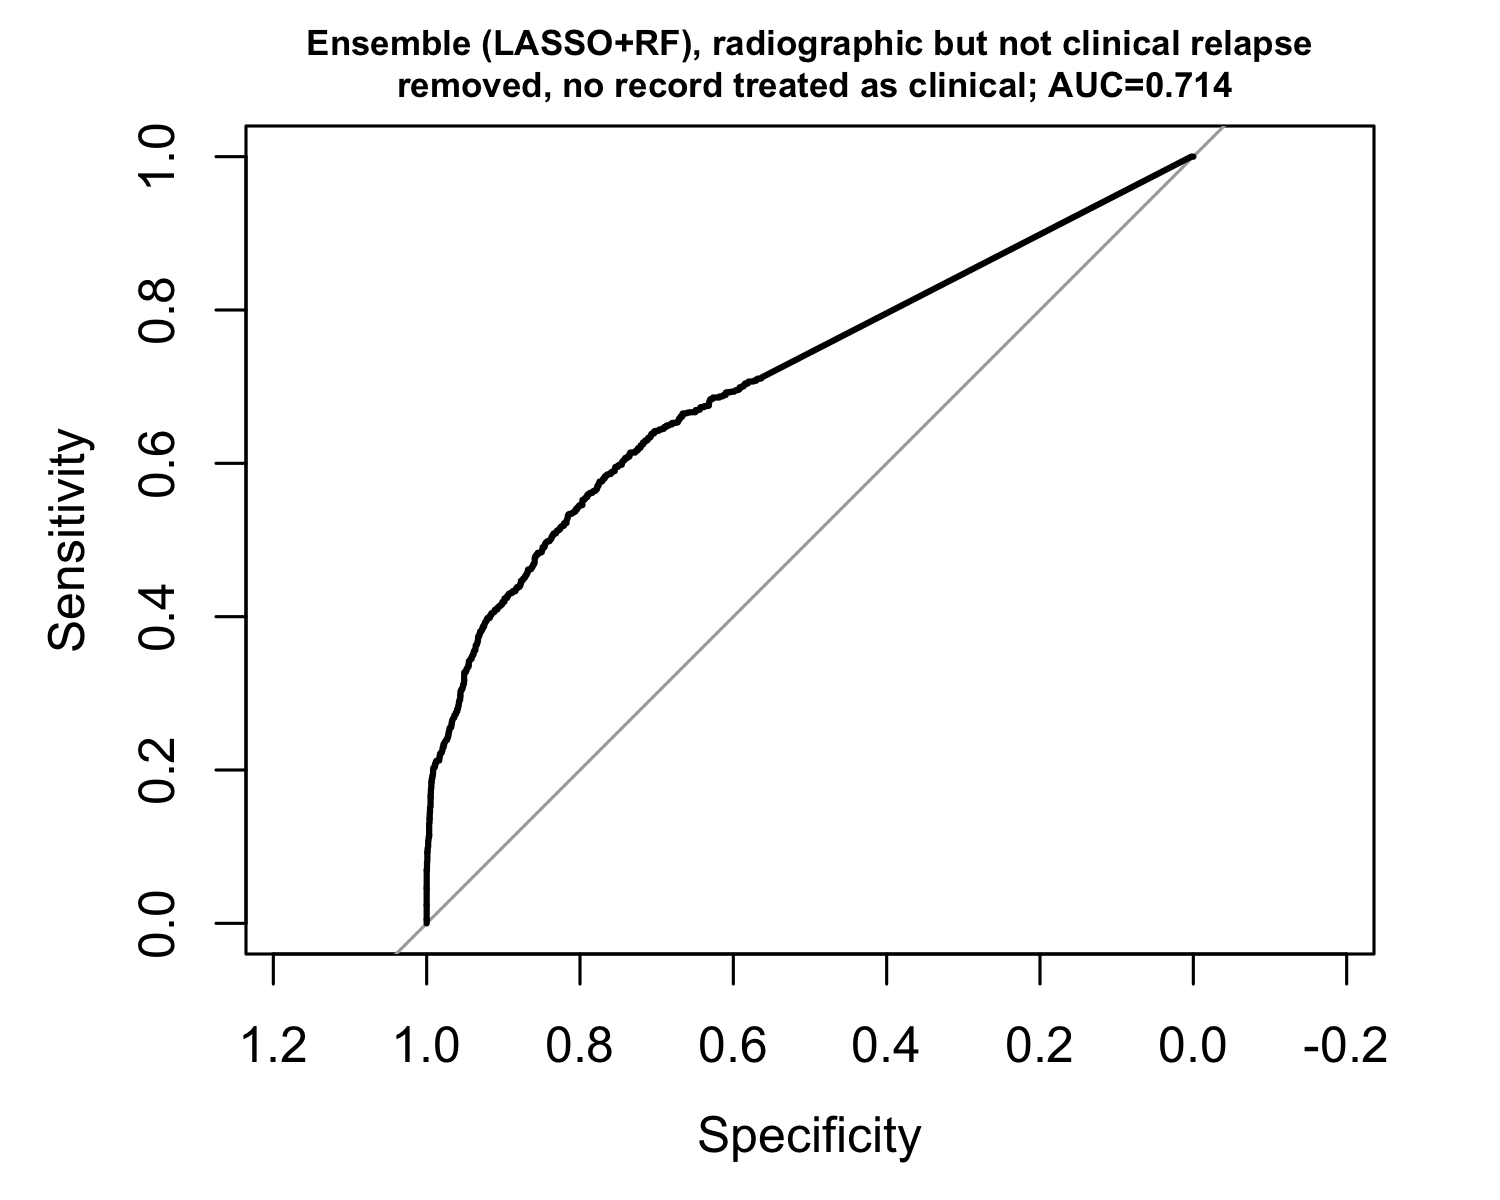 Ensemble (LASSO+RF), radiographic but not clinical relapse
removed, no record treated as clinical; AUC=0.714
Sensitivity
1.0
0.8
0.6
0.4
0.2
0.0
1.2 1.0 0.8 0.6 0.4 0.2 0.0 -0.2
Specificity